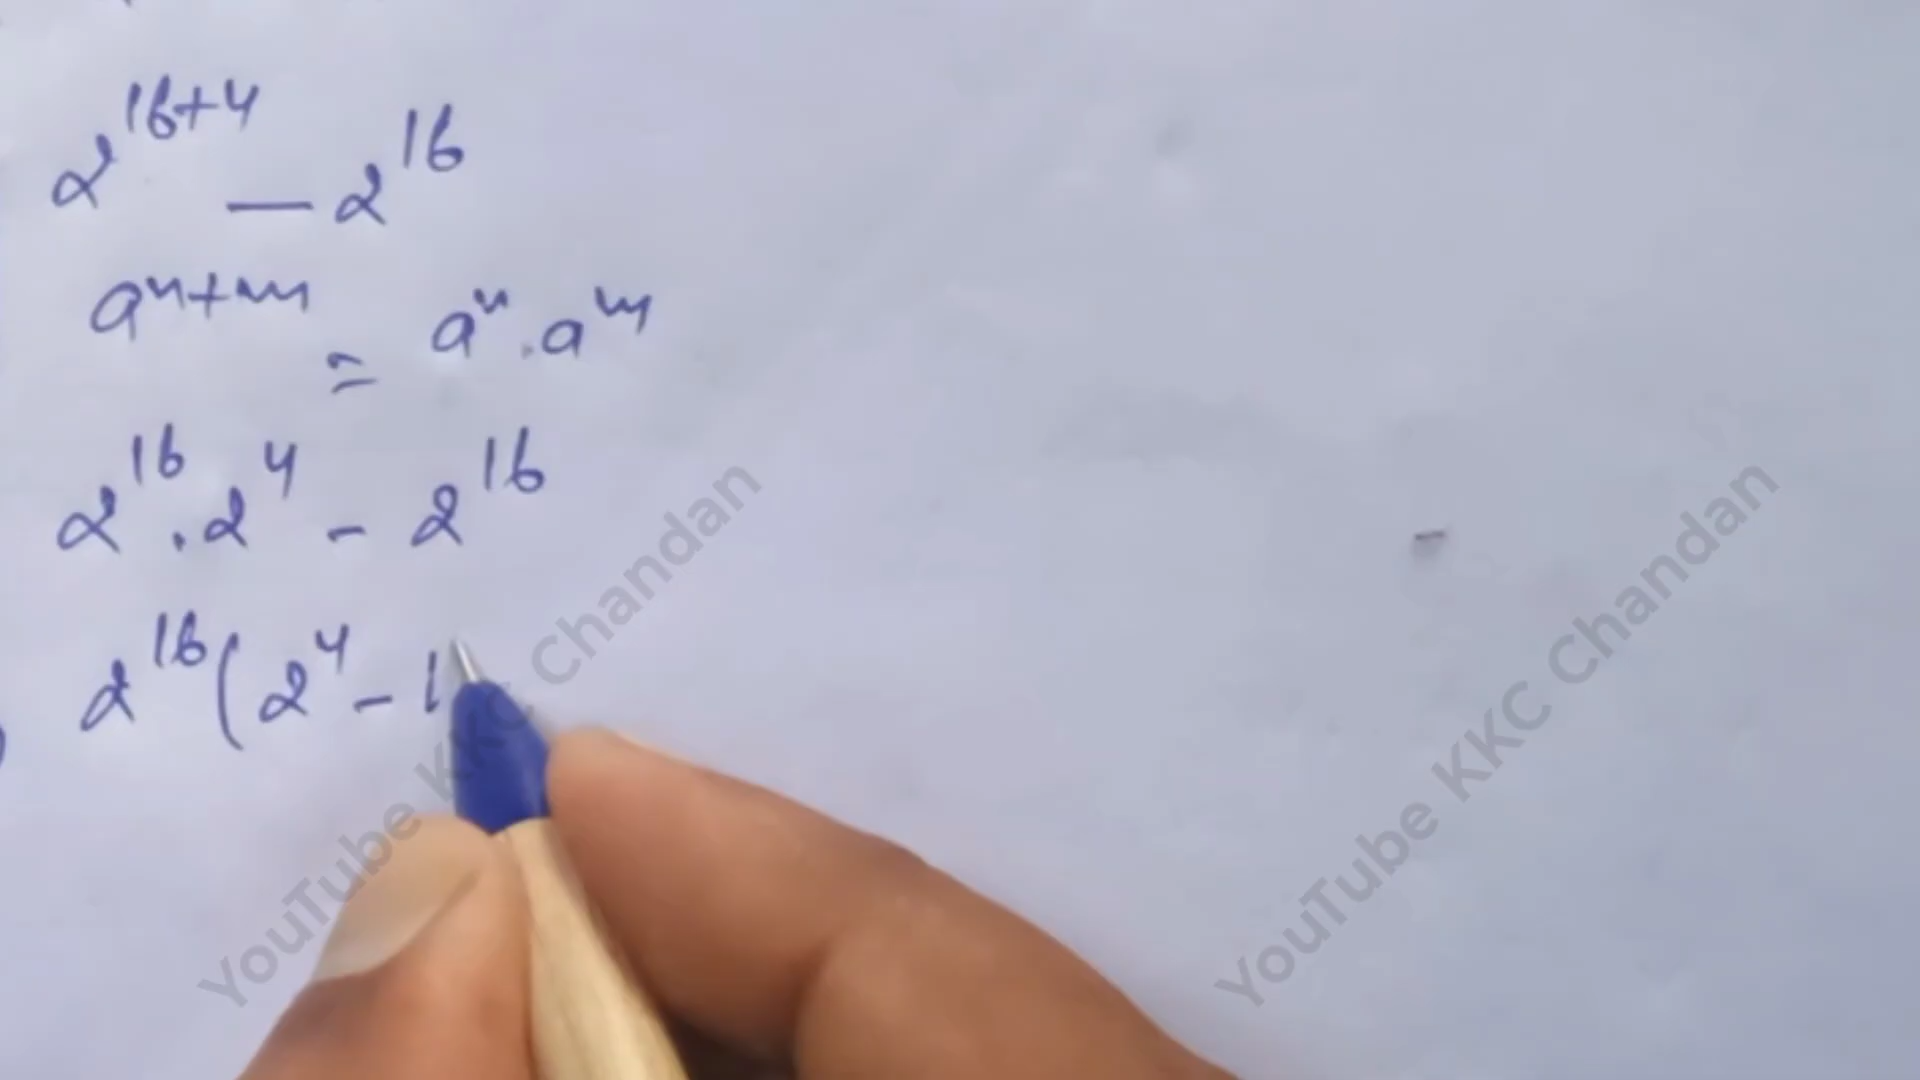 2^{16+4} - 2^{16}
a^{n+m} = a^n . a^m
2^{16} . 2^4 - 2^{16}
2^{16} ( 2^4 - 1
YouTube KKC Chandan
YouTube KKC Chandan